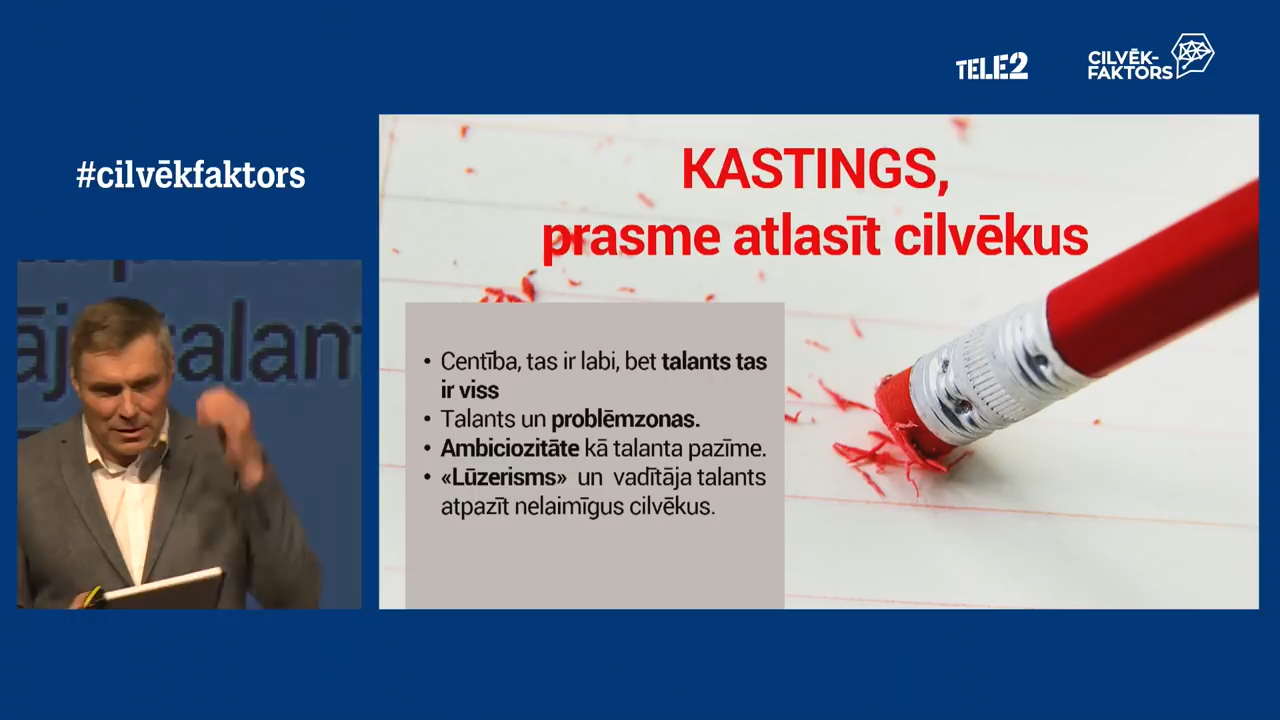 TELE2
CILVĒK-
FAKTORS
#cilvēkfaktors
KASTINGS,
prasme atlasīt cilvēkus
• Centība, tas ir labi, bet talants tas
ir viss
• Talants un problēmzonas.
• Ambiciozitāte kā talanta pazīme.
• «Lūzerisms» un vadītāja talants
atpazīt nelaimīgus cilvēkus.